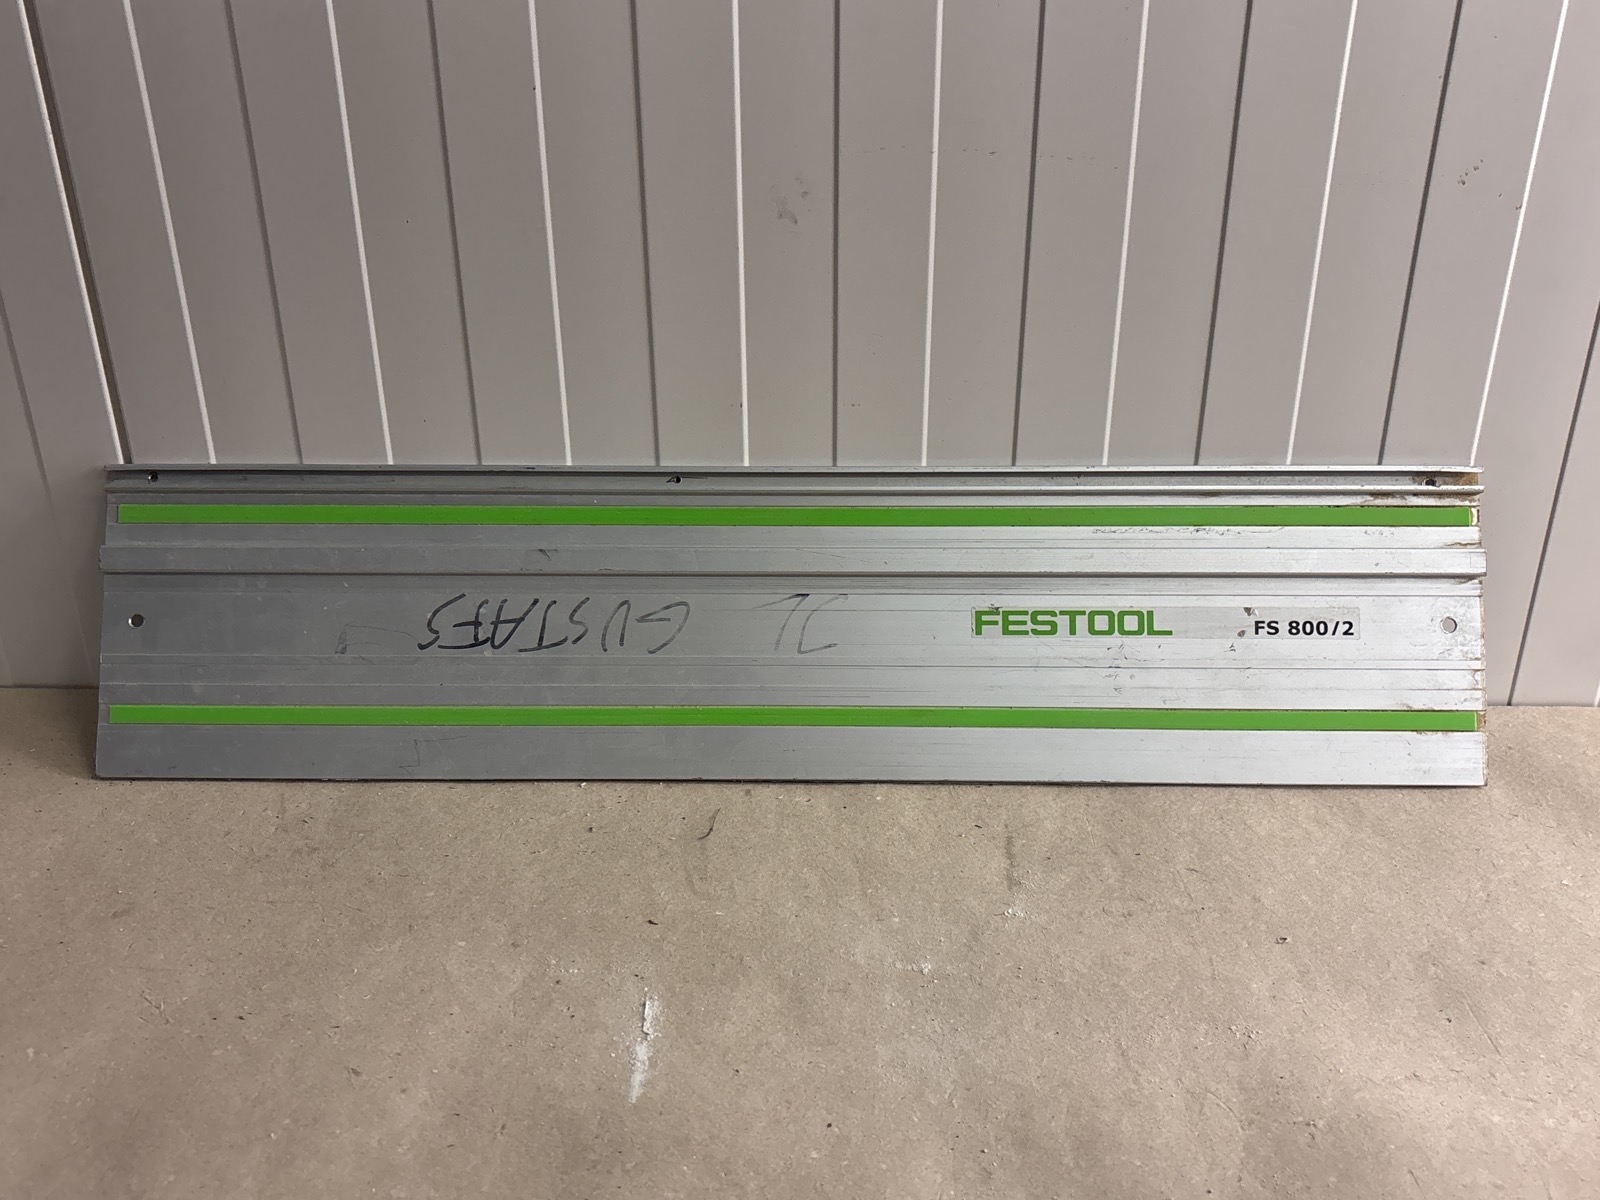 FESTOOL FS 800/2
JL GUSTAFS